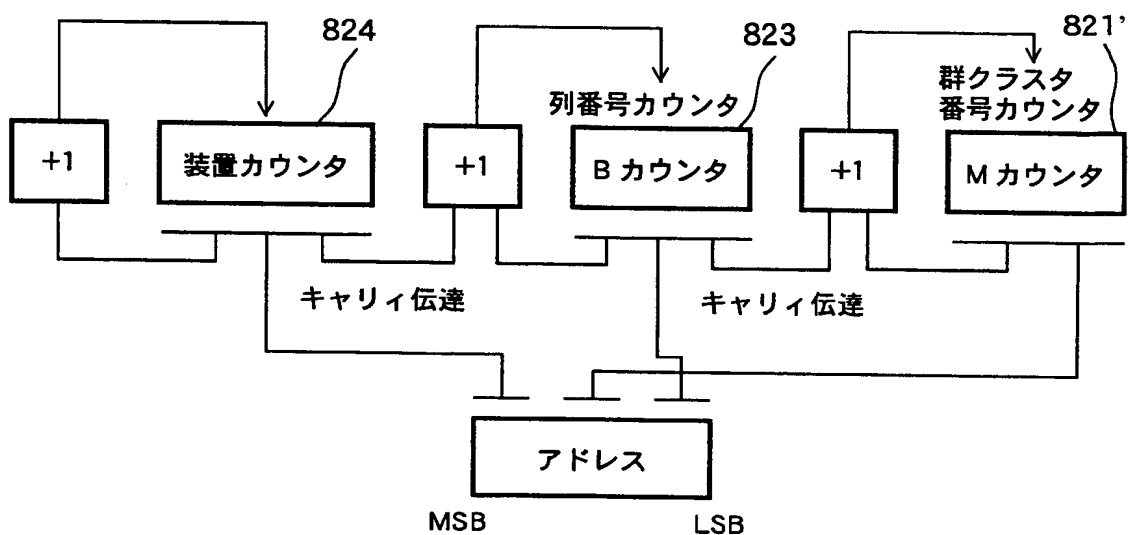 824
823
821'
列番号カウンタ
群クラスタ
番号カウンタ
+1
装置カウンタ
+1
B カウンタ
+1
M カウンタ
キャリィ伝達
キャリィ伝達
アドレス
MSB
LSB